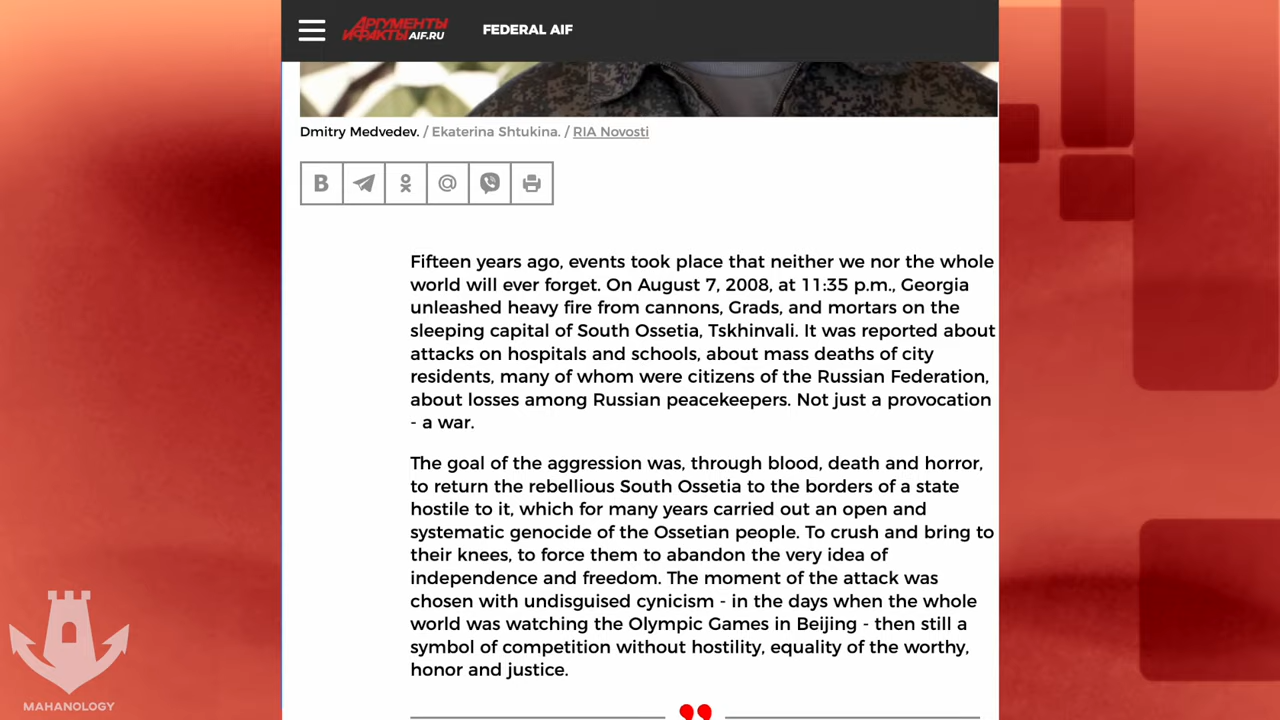 АРГУМЕНТЫ
И ФАКТЫ AIF.RU
FEDERAL AIF
Dmitry Medvedev. / Ekaterina Shtukina. / RIA Novosti
Fifteen years ago, events took place that neither we nor the whole
world will ever forget. On August 7, 2008, at 11:35 p.m., Georgia
unleashed heavy fire from cannons, Grads, and mortars on the
sleeping capital of South Ossetia, Tskhinvali. It was reported about
attacks on hospitals and schools, about mass deaths of city
residents, many of whom were citizens of the Russian Federation,
about losses among Russian peacekeepers. Not just a provocation
- a war.
The goal of the aggression was, through blood, death and horror,
to return the rebellious South Ossetia to the borders of a state
hostile to it, which for many years carried out an open and
systematic genocide of the Ossetian people. To crush and bring to
their knees, to force them to abandon the very idea of
independence and freedom. The moment of the attack was
chosen with undisguised cynicism - in the days when the whole
world was watching the Olympic Games in Beijing - then still a
symbol of competition without hostility, equality of the worthy,
honor and justice.
MAHANOLOGY